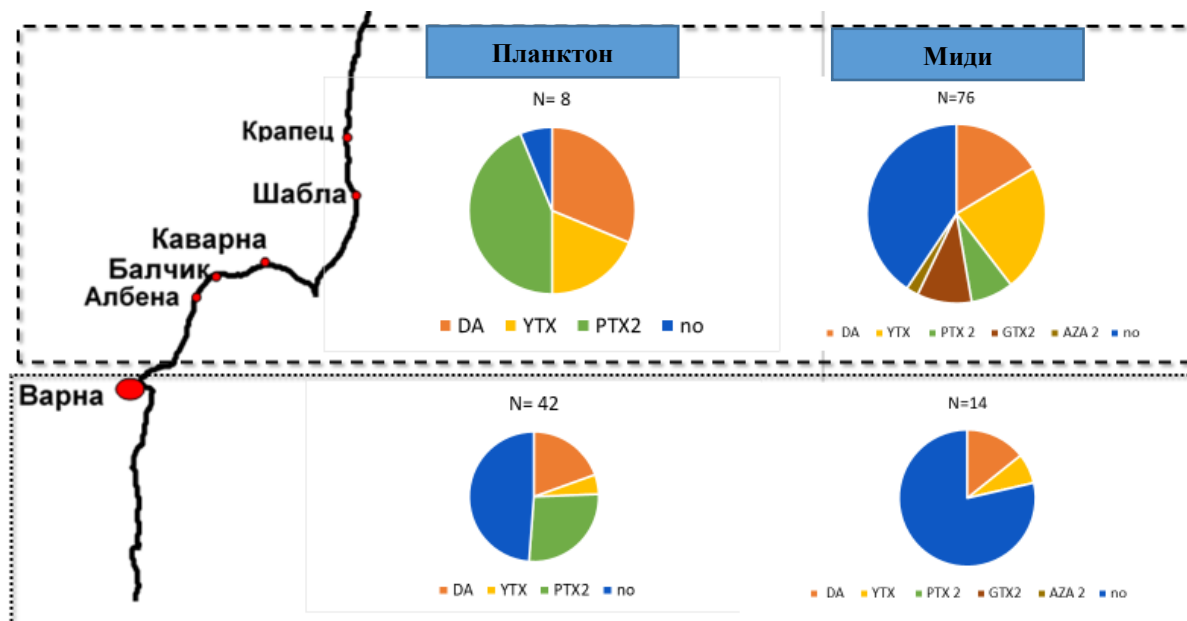 Планктон
Миди
N= 8
N=76
Крапец
Шабла
Каварна
Балчик
Албена
DA YTX PTX2 no
DA YTX PTX 2 GTX2 AZA 2 no
Варна
N= 42
N=14
DA YTX PTX2 no
DA YTX PTX 2 GTX2 AZA 2 no